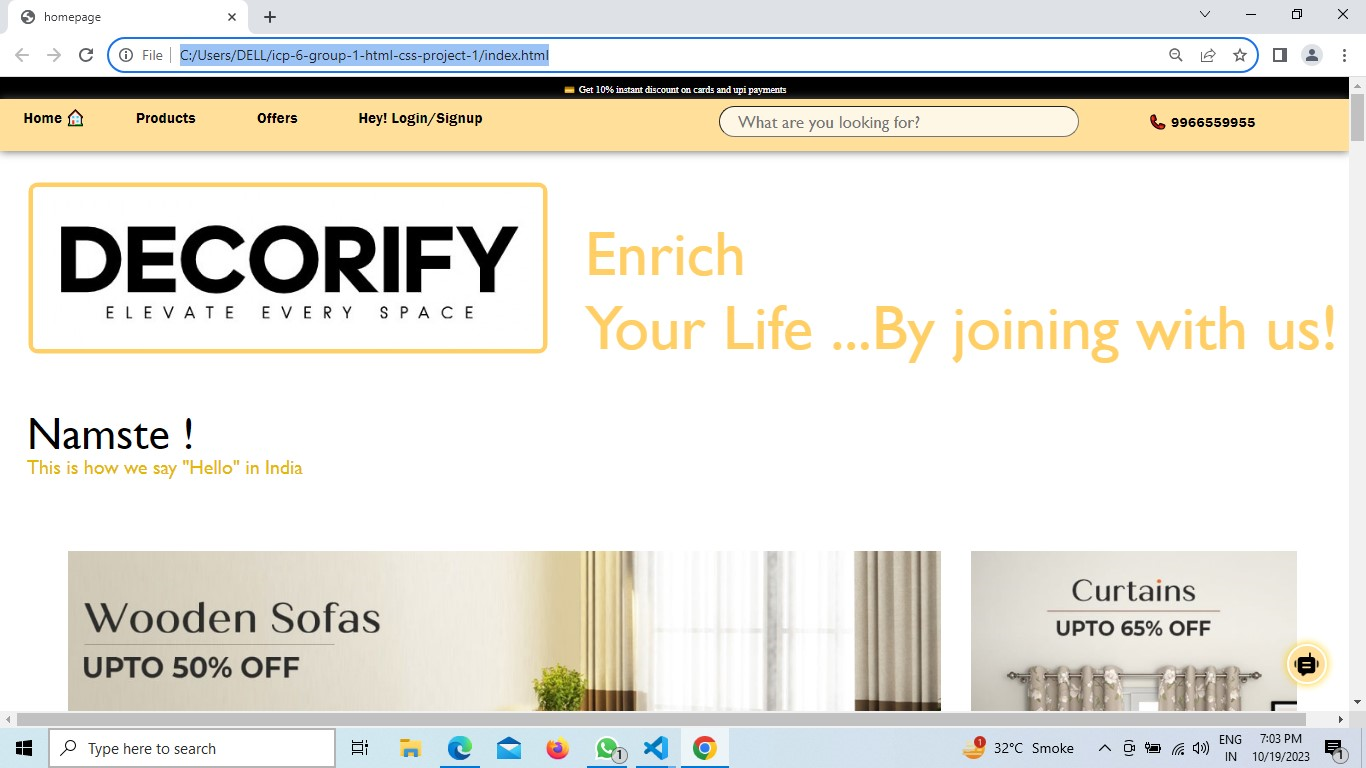 homepage
File
C:/Users/DELL/icp-6-group-1-html-css-project-1/index.html
💳 Get 10% instant discount on cards and upi payments
Home 🏠 Products Offers Hey! Login/Signup What are you looking for? 📞 9966559955
DECORIFY
ELEVATE EVERY SPACE
Enrich
Your Life ...By joining with us!
Namste !
This is how we say "Hello" in India
Wooden Sofas
UPTO 50% OFF
Curtains
UPTO 65% OFF
Type here to search
1
1
32°C Smoke
ENG
IN
7:03 PM
10/19/2023
1